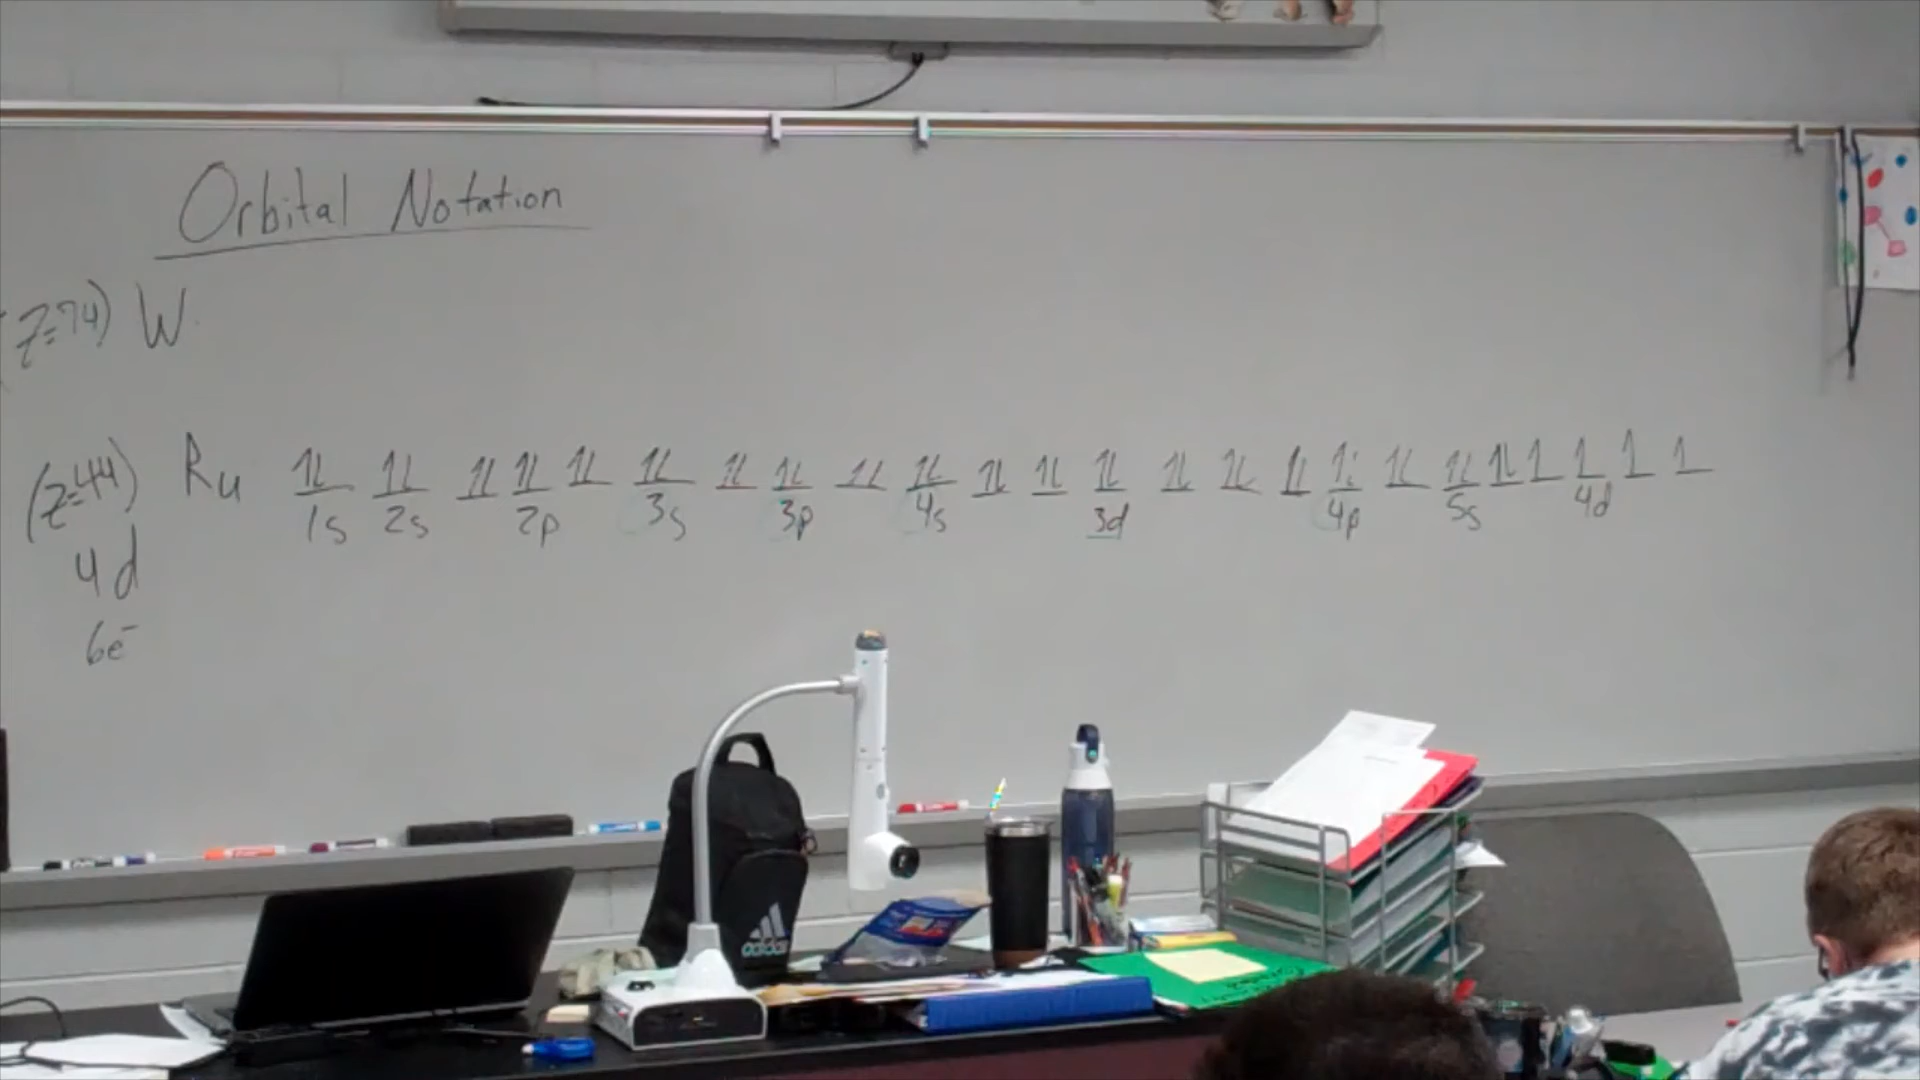 Orbital Notation
(Z=74) W
(Z=44) Ru 1s 2s 2p 3s 3p 4s 3d 4p 5s 4d
4d
6e⁻
adidas